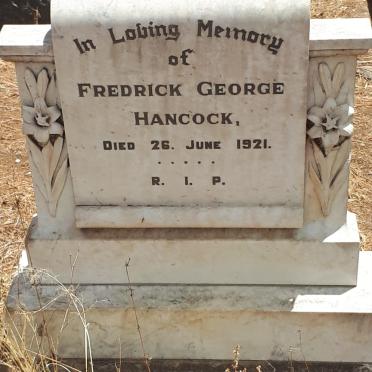 In Loving Memory
of
FREDRICK GEORGE
HANCOCK,
DIED 26. JUNE 1921.
.....
R. I. P.